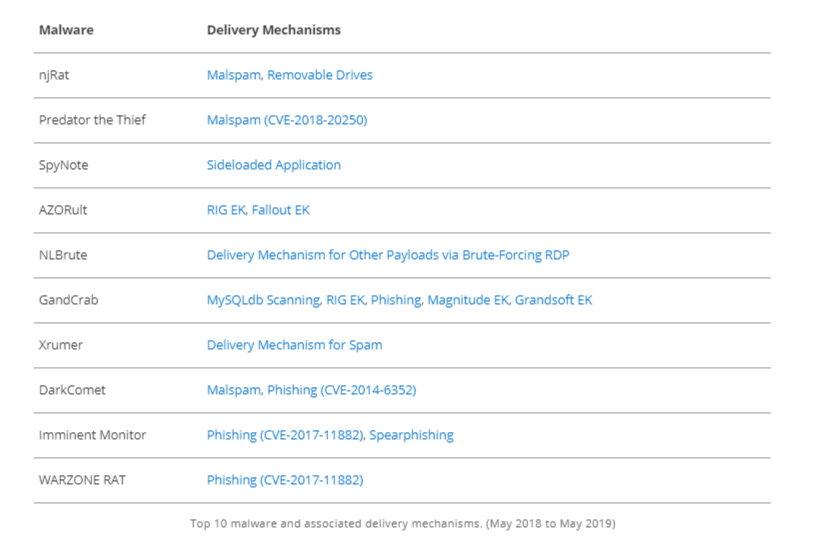 Malware Delivery Mechanisms
njRat Malspam, Removable Drives
Predator the Thief Malspam (CVE-2018-20250)
SpyNote Sideloaded Application
AZORult RIG EK, Fallout EK
NLBrute Delivery Mechanism for Other Payloads via Brute-Forcing RDP
GandCrab MySQLdb Scanning, RIG EK, Phishing, Magnitude EK, Grandsoft EK
Xrumer Delivery Mechanism for Spam
DarkComet Malspam, Phishing (CVE-2014-6352)
Imminent Monitor Phishing (CVE-2017-11882), Spearphishing
WARZONE RAT Phishing (CVE-2017-11882)
Top 10 malware and associated delivery mechanisms. (May 2018 to May 2019)